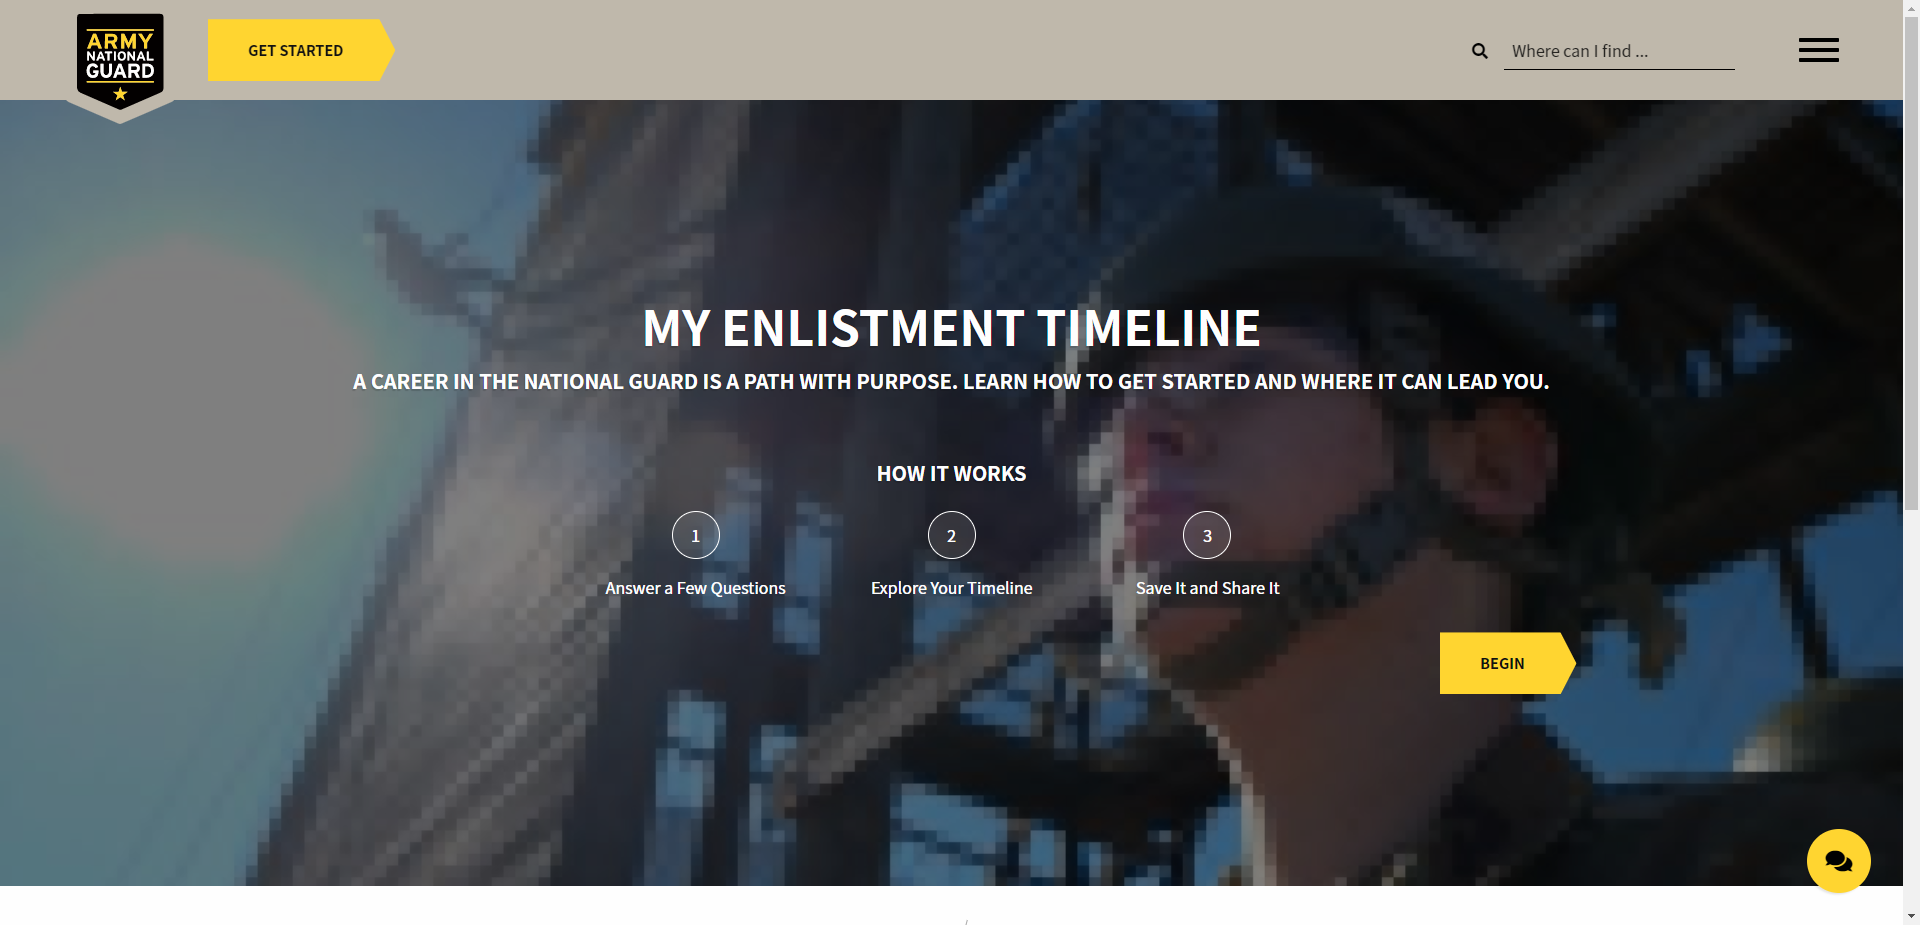 ARMY
NATIONAL
GUARD
GET STARTED
Where can I find ...
MY ENLISTMENT TIMELINE
A CAREER IN THE NATIONAL GUARD IS A PATH WITH PURPOSE. LEARN HOW TO GET STARTED AND WHERE IT CAN LEAD YOU.
HOW IT WORKS
1 2 3
Answer a Few Questions Explore Your Timeline Save It and Share It
BEGIN